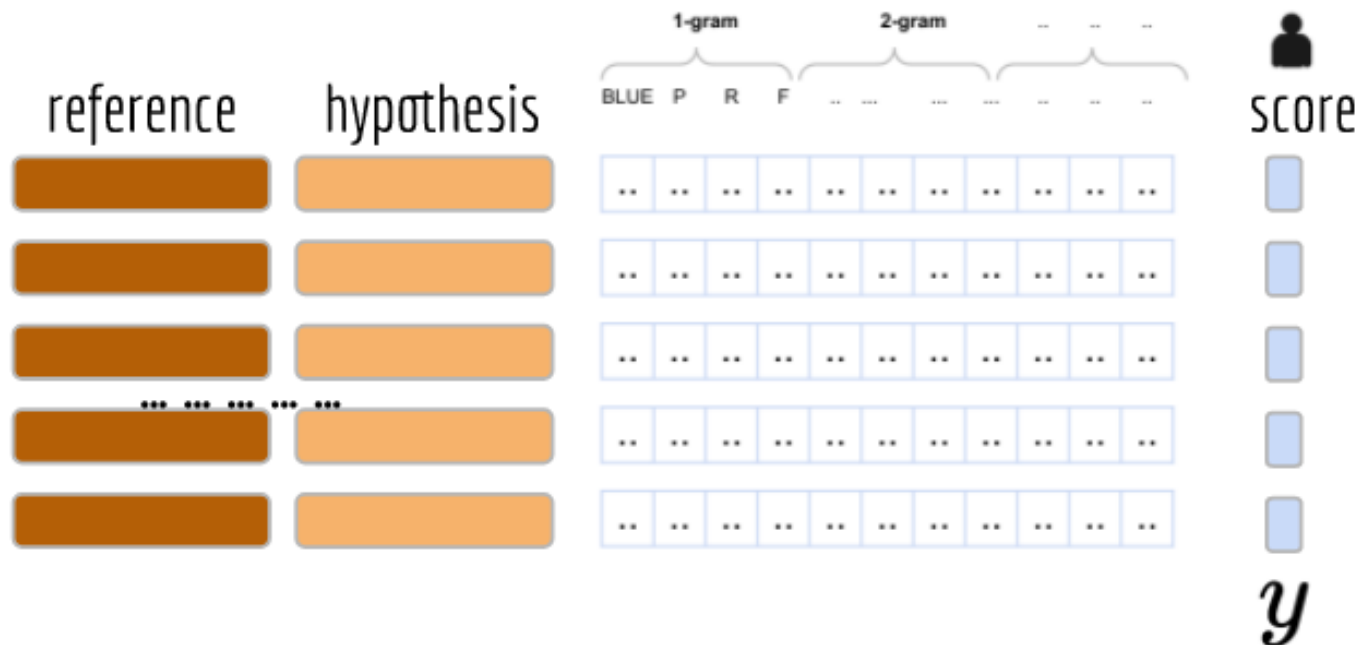 1-gram 2-gram .. .. ..
BLUE P R F .. ... ... ... .. .. ..
reference hypothesis score
.. .. .. .. .. .. .. .. .. .. ..
.. .. .. .. .. .. .. .. .. .. ..
.. .. .. .. .. .. .. .. .. .. ..
... ... ... ... ...
.. .. .. .. .. .. .. .. .. .. ..
.. .. .. .. .. .. .. .. .. .. ..
y